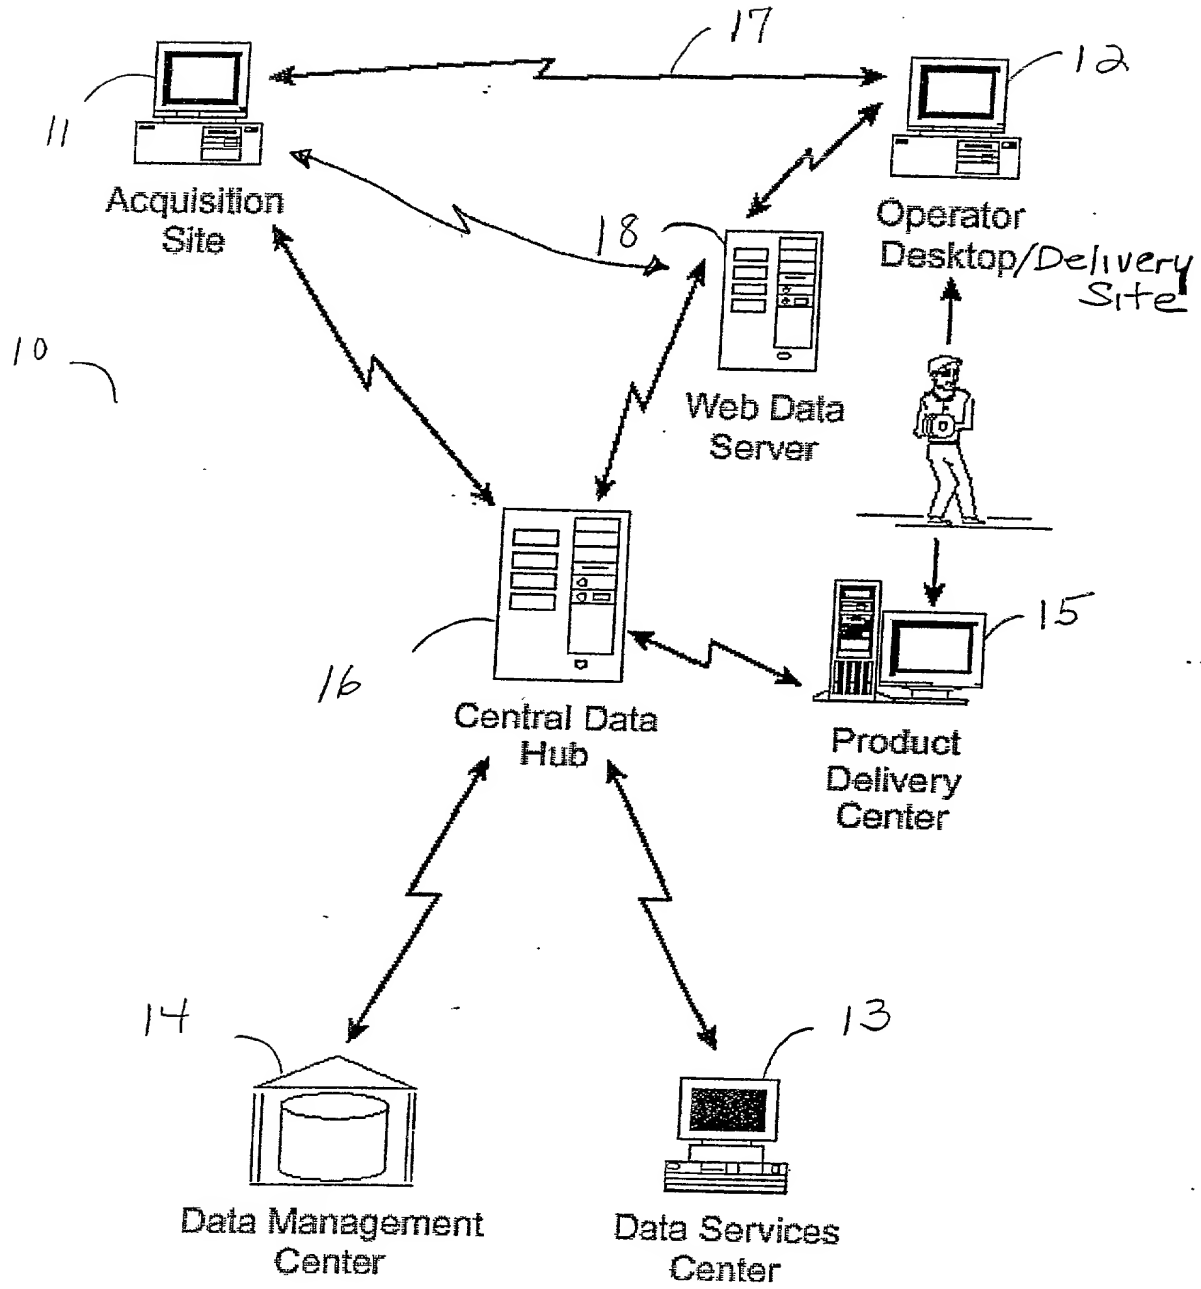 17
12
11
Acquisition
Site
18
Operator
Desktop/Delivery
Site
10
Web Data
Server
15
16
Central Data
Hub
Product
Delivery
Center
14
13
Data Management
Center
Data Services
Center